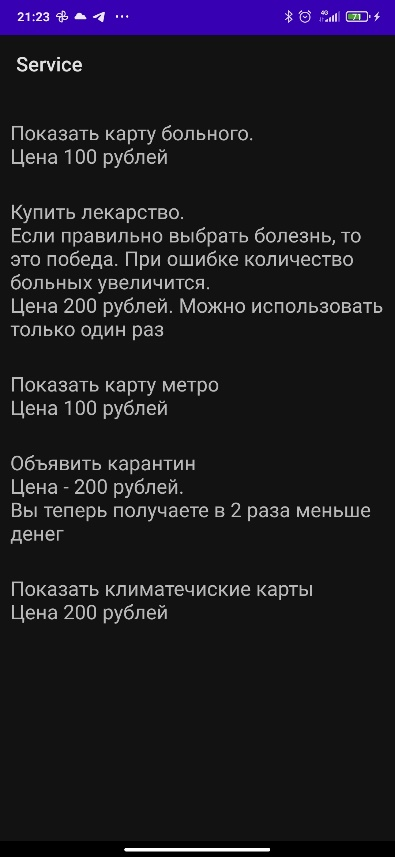 21:23
4G
71
Service
Показать карту больного.
Цена 100 рублей
Купить лекарство.
Если правильно выбрать болезнь, то
это победа. При ошибке количество
больных увеличится.
Цена 200 рублей. Можно использовать
только один раз
Показать карту метро
Цена 100 рублей
Объявить карантин
Цена - 200 рублей.
Вы теперь получаете в 2 раза меньше
денег
Показать климатечиские карты
Цена 200 рублей